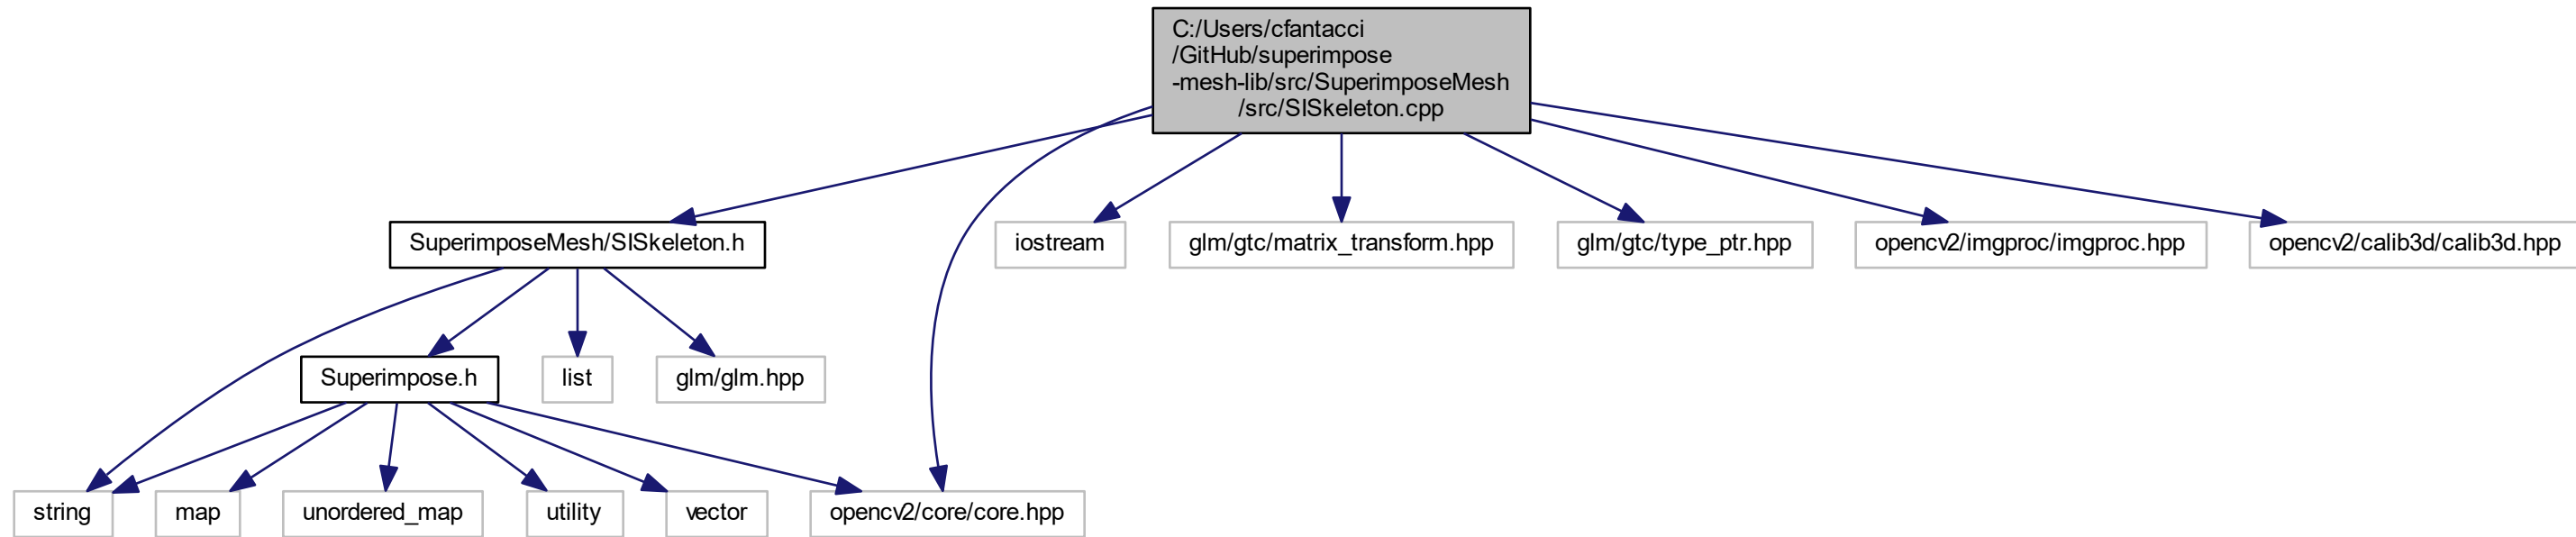 C:/Users/cfantacci
/GitHub/superimpose
-mesh-lib/src/SuperimposeMesh
/src/SISkeleton.cpp
SuperimposeMesh/SISkeleton.h
iostream
glm/gtc/matrix_transform.hpp
glm/gtc/type_ptr.hpp
opencv2/imgproc/imgproc.hpp
opencv2/calib3d/calib3d.hpp
Superimpose.h
list
glm/glm.hpp
string
map
unordered_map
utility
vector
opencv2/core/core.hpp